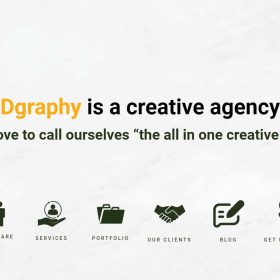 Dgraphy is a creative agency
ove to call ourselves “the all in one creative
ARE SERVICES PORTFOLIO OUR CLIENTS BLOG GET